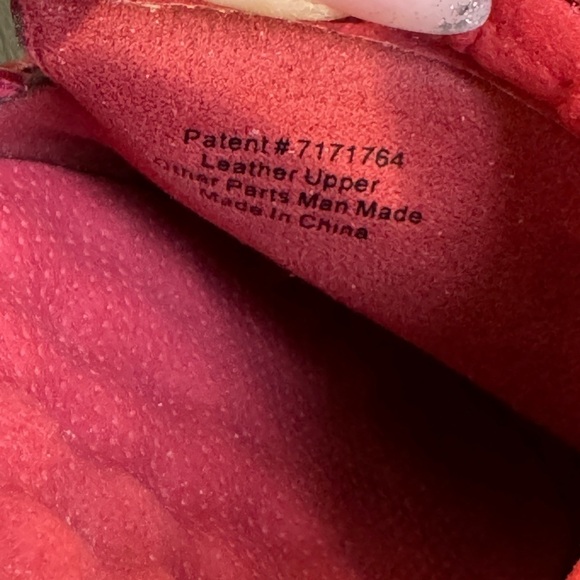 Patent # 7171764
Leather Upper
Other Parts Man Made
Made In China